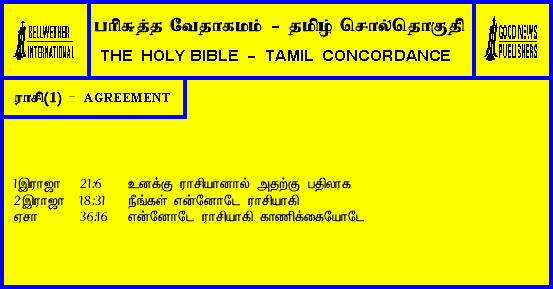 BELLWETHER
INTERNATIONAL
பரிசுத்த வேதாகமம் - தமிழ் சொல்தொகுதி
THE HOLY BIBLE - TAMIL CONCORDANCE
GOOD NEWS
PUBLISHERS
ராசி(1) - AGREEMENT
1இராஜா 21:6 உனக்கு ராசியானால் அதற்கு பதிலாக
2இராஜா 18:31 நீங்கள் என்னோடே ராசியாகி
ஏசா 36:16 என்னோடே ராசியாகி காணிக்கையோடே